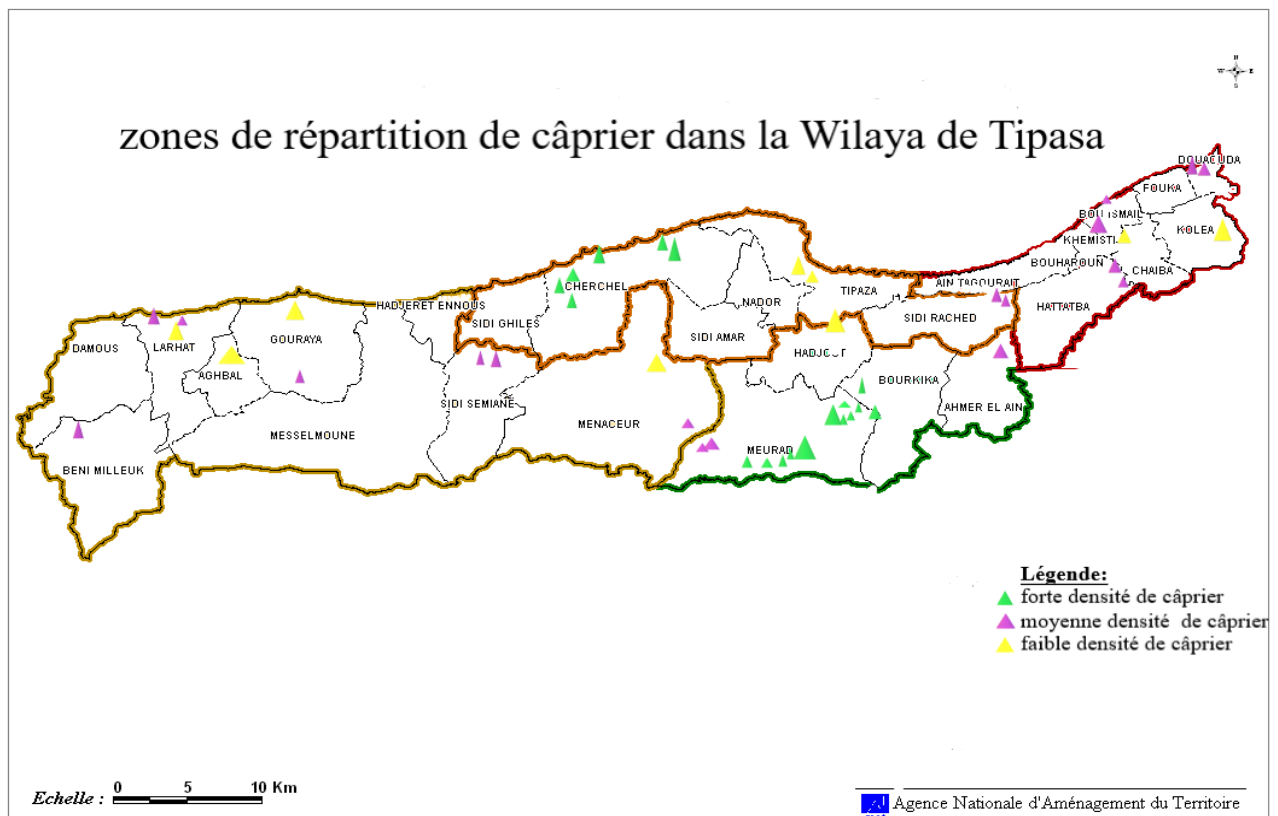 N
W E
S
zones de répartition de câprier dans la Wilaya de Tipasa
DOUAOUDA
FOUKA
BOU ISMAIL
KOLEA
KHEMISTI
BOUHAROUN
CHAIBA
AIN TAGOURAIT
HATTATBA
TIPAZA
NADOR
SIDI RACHED
CHERCHEL
HADJERET ENNOUS
SIDI GHILES
SIDI AMAR
HADJOUT
GOURAYA
DAMOUS
LARHAT
AGHBAL
BOURKIKA
SIDI SEMIANE
AHMER EL AIN
MENACEUR
MESSELMOUNE
MEURAD
BENI MILLEUK
Légende:
forte densité de câprier
moyenne densité de câprier
faible densité de câprier
Echelle : 0 5 10 Km
Agence Nationale d'Aménagement du Territoire